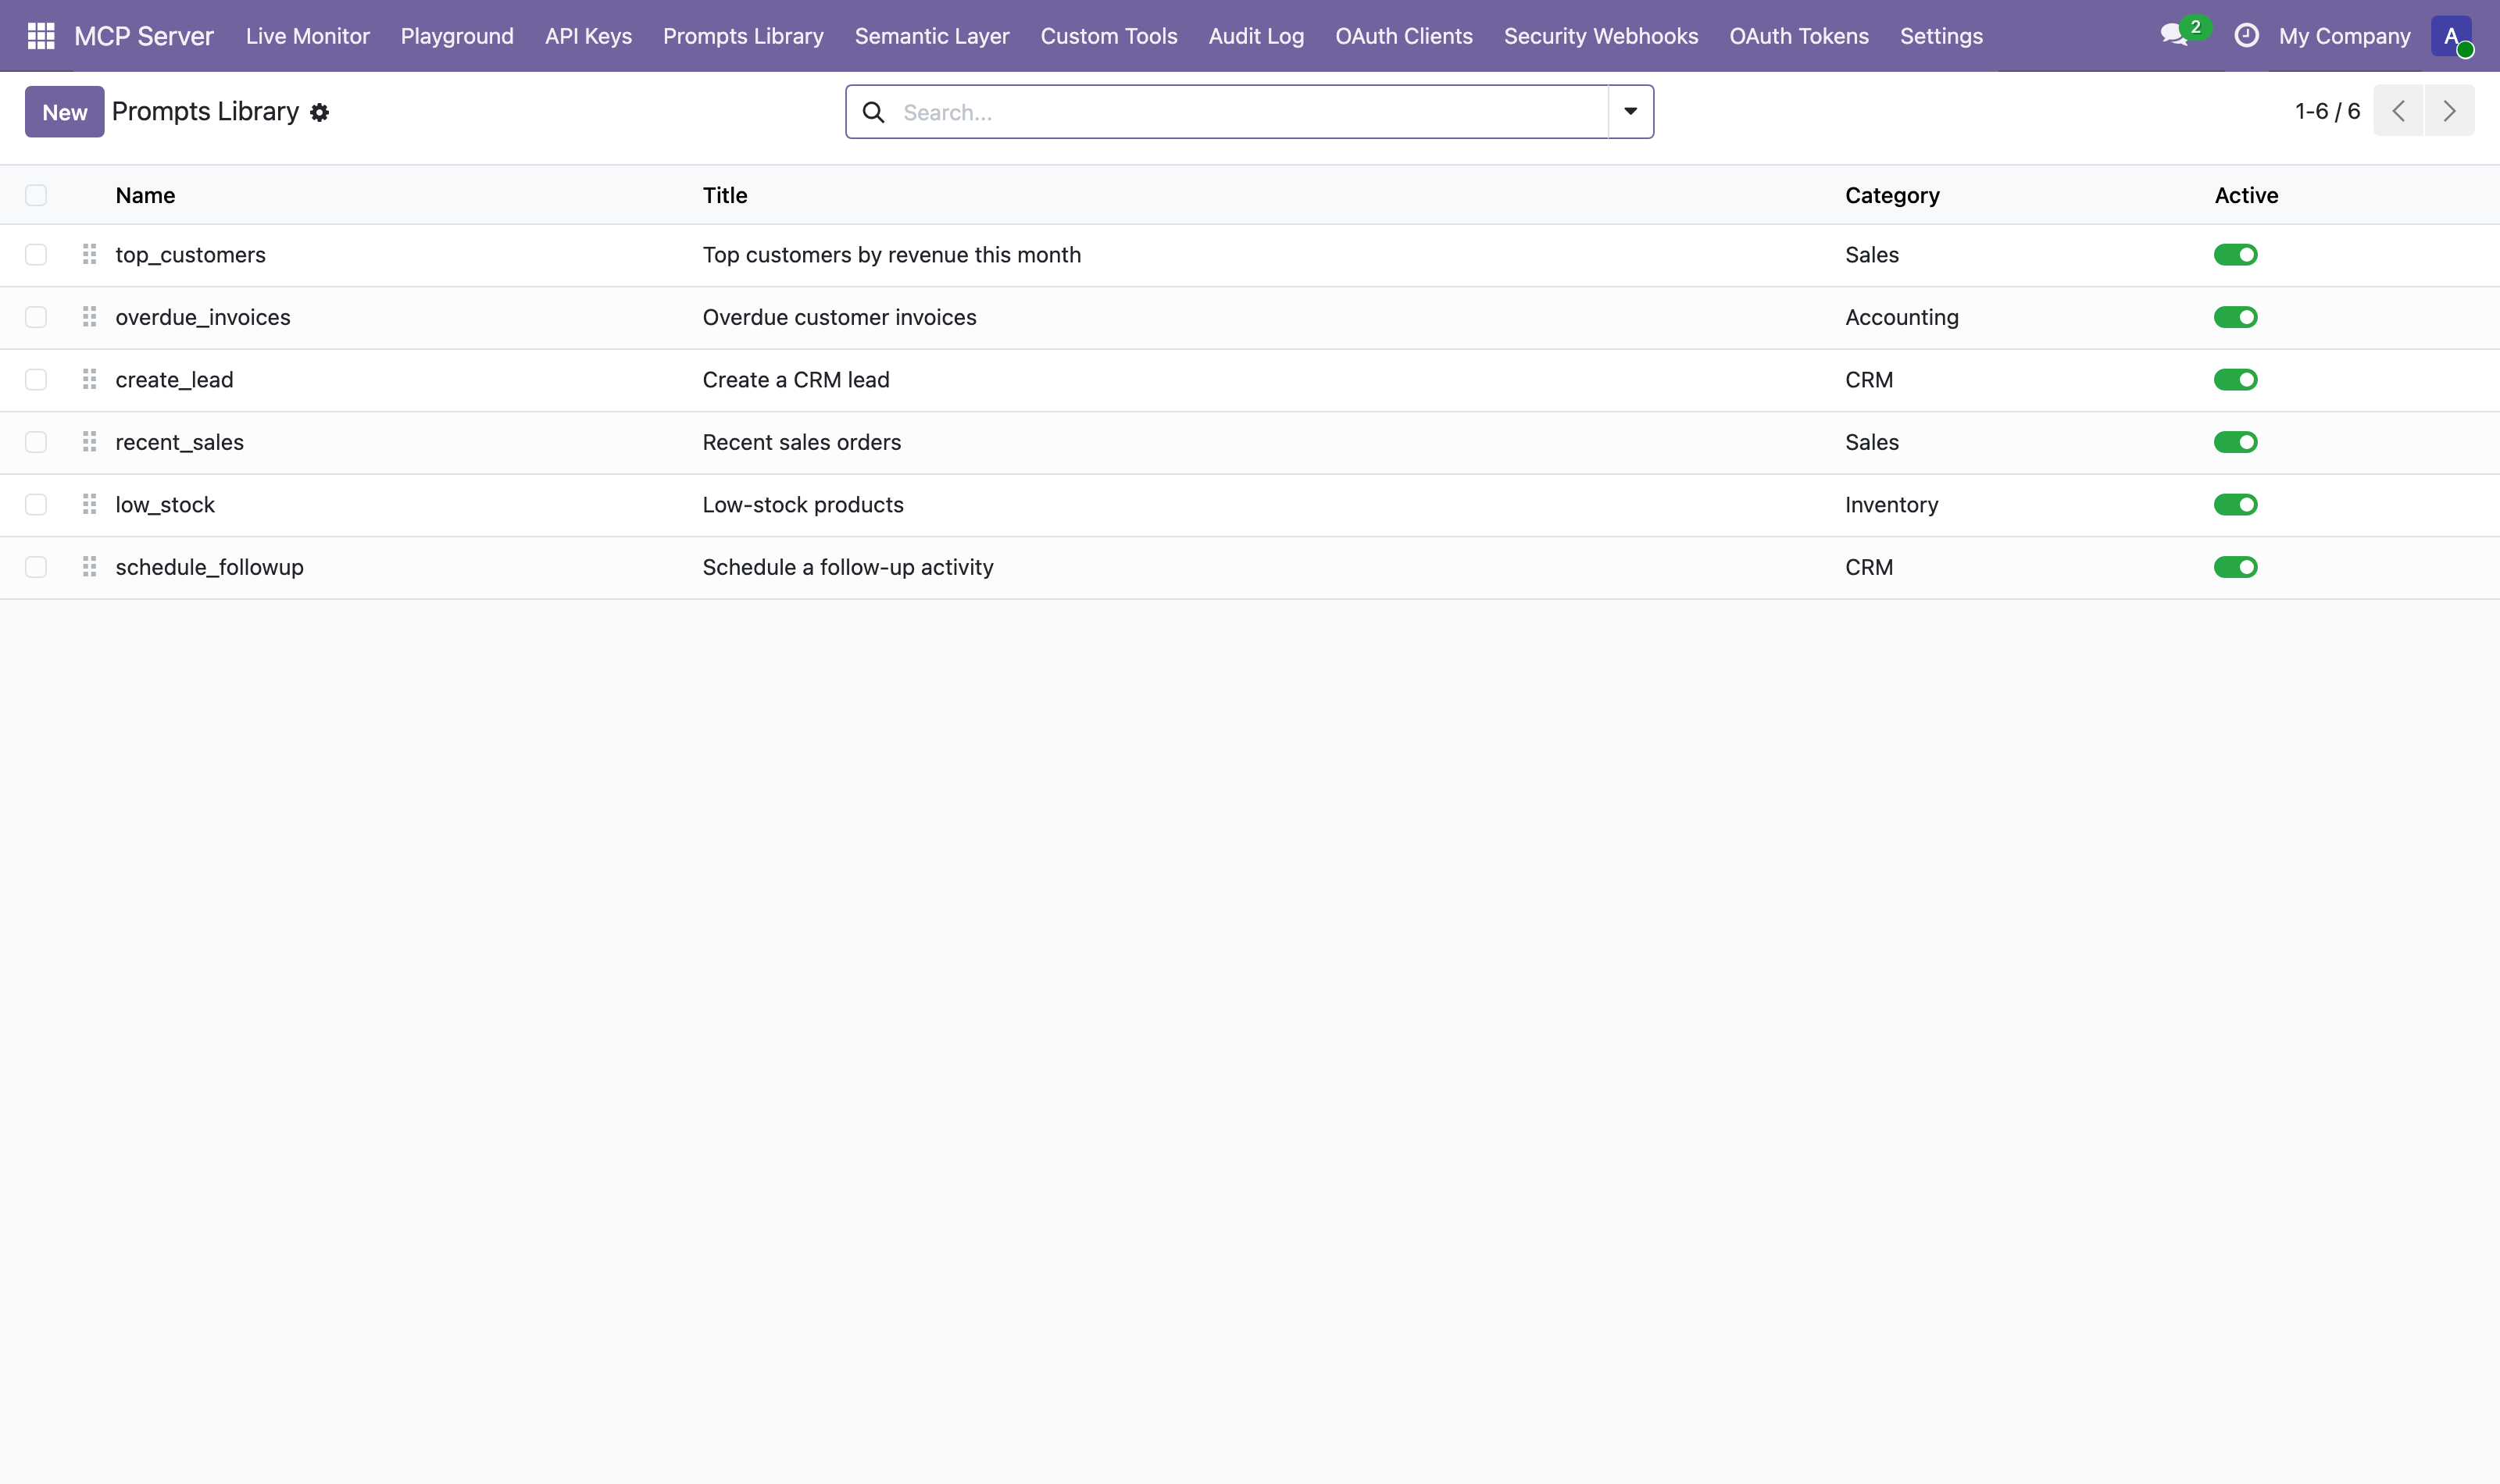 MCP Server Live Monitor Playground API Keys Prompts Library Semantic Layer Custom Tools Audit Log OAuth Clients Security Webhooks OAuth Tokens Settings 2 My Company A
New Prompts Library Search... 1-6 / 6
Name Title Category Active
top_customers Top customers by revenue this month Sales
overdue_invoices Overdue customer invoices Accounting
create_lead Create a CRM lead CRM
recent_sales Recent sales orders Sales
low_stock Low-stock products Inventory
schedule_followup Schedule a follow-up activity CRM